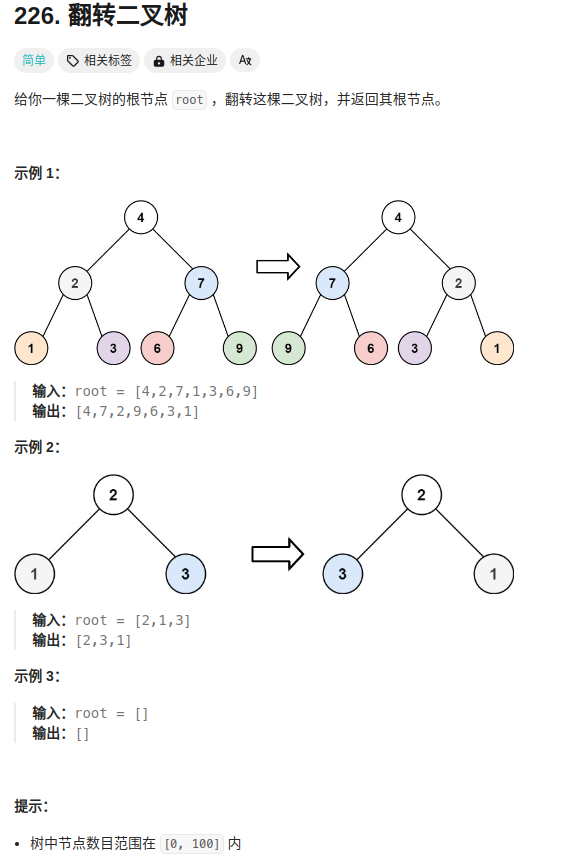 226. 翻转二叉树
简单 相关标签 相关企业 Aあ
给你一棵二叉树的根节点 root ，翻转这棵二叉树，并返回其根节点。
示例 1：
4 4
2 7 7 2
1 3 6 9 9 6 3 1
输入：root = [4,2,7,1,3,6,9]
输出：[4,7,2,9,6,3,1]
示例 2：
2 2
1 3 3 1
输入：root = [2,1,3]
输出：[2,3,1]
示例 3：
输入：root = []
输出：[]
提示：
• 树中节点数目范围在 [0, 100] 内